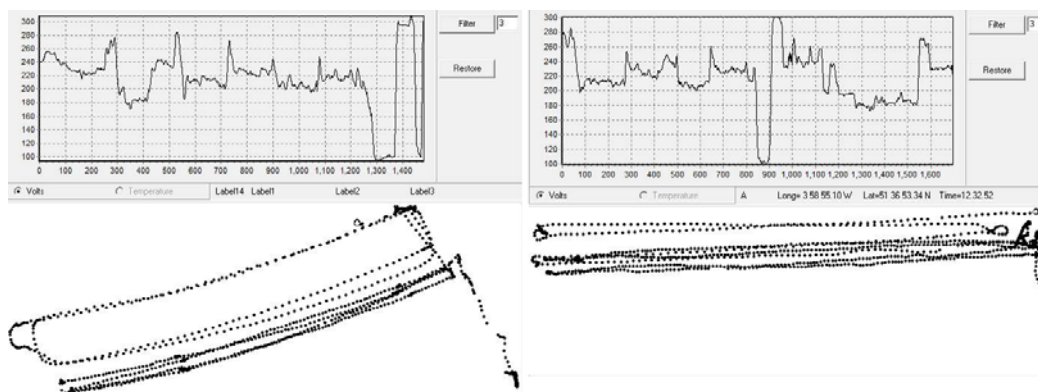 300
280
260
240
220
200
180
160
140
120
100
0 100 200 300 400 500 600 700 800 900 1,000 1,100 1,200 1,300 1,400
Filter 3
Restore
Volts Temperature Label14 Label1 Label2 Label3
300
280
260
240
220
200
180
160
140
120
100
0 100 200 300 400 500 600 700 800 900 1,000 1,100 1,200 1,300 1,400 1,500 1,600
Filter 3
Restore
Volts Temperature A Long= 3 58 55.10 W Lat=51 36 53.34 N Time=12.32.52